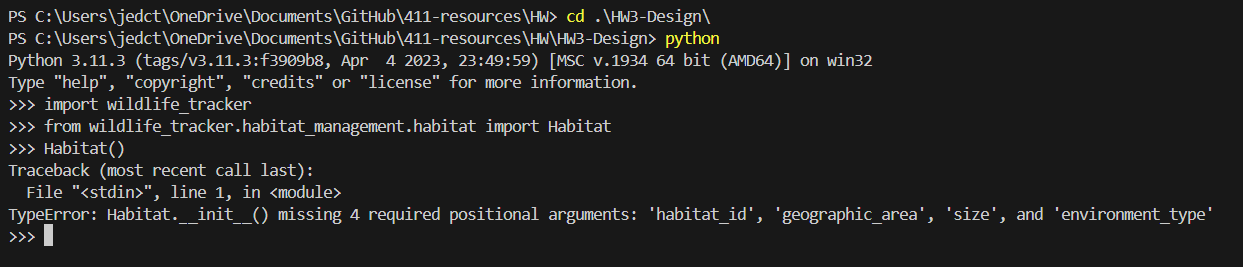 PS C:\Users\jedct\OneDrive\Documents\GitHub\411-resources\HW> cd .\HW3-Design\
PS C:\Users\jedct\OneDrive\Documents\GitHub\411-resources\HW\HW3-Design> python
Python 3.11.3 (tags/v3.11.3:f3909b8, Apr  4 2023, 23:49:59) [MSC v.1934 64 bit (AMD64)] on win32
Type "help", "copyright", "credits" or "license" for more information.
>>> import wildlife_tracker
>>> from wildlife_tracker.habitat_management.habitat import Habitat
>>> Habitat()
Traceback (most recent call last):
  File "<stdin>", line 1, in <module>
TypeError: Habitat.__init__() missing 4 required positional arguments: 'habitat_id', 'geographic_area', 'size', and 'environment_type'
>>>